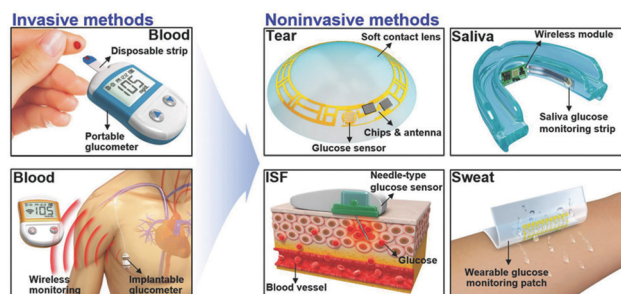 Invasive methods
Noninvasive methods
Blood
Disposable strip
105
Portable
glucometer
Tear
Soft contact lens
Chips & antenna
Glucose sensor
Saliva
Wireless module
Saliva glucose
monitoring strip
Blood
105
Wireless
monitoring
Implantable
glucometer
ISF
Needle-type
glucose sensor
Glucose
Blood vessel
Sweat
Wearable glucose
monitoring patch